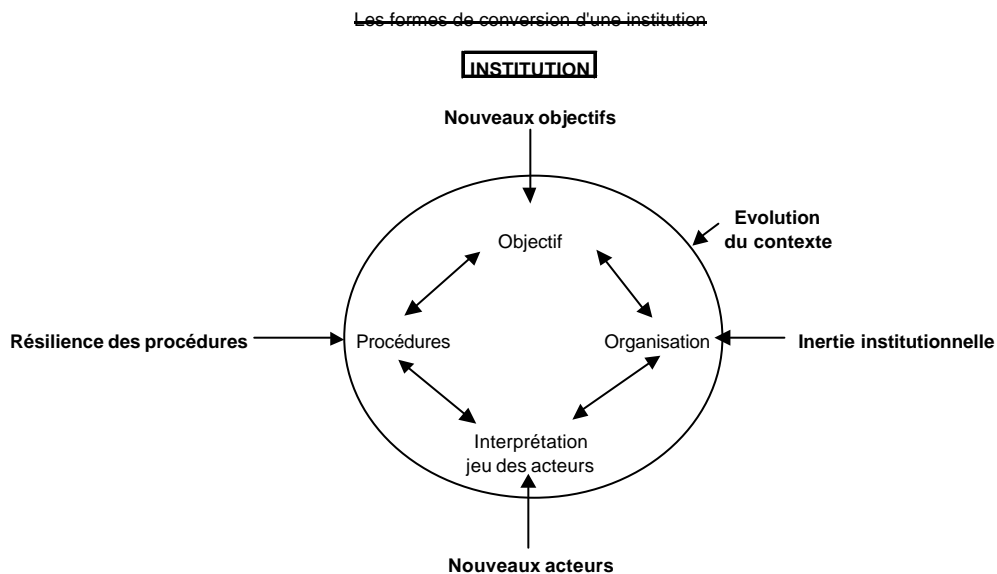 Les formes de conversion d'une institution
INSTITUTION
Nouveaux objectifs
Evolution
du contexte
Objectif
Résilience des procédures
Procédures
Organisation
Inertie institutionnelle
Interprétation
jeu des acteurs
Nouveaux acteurs